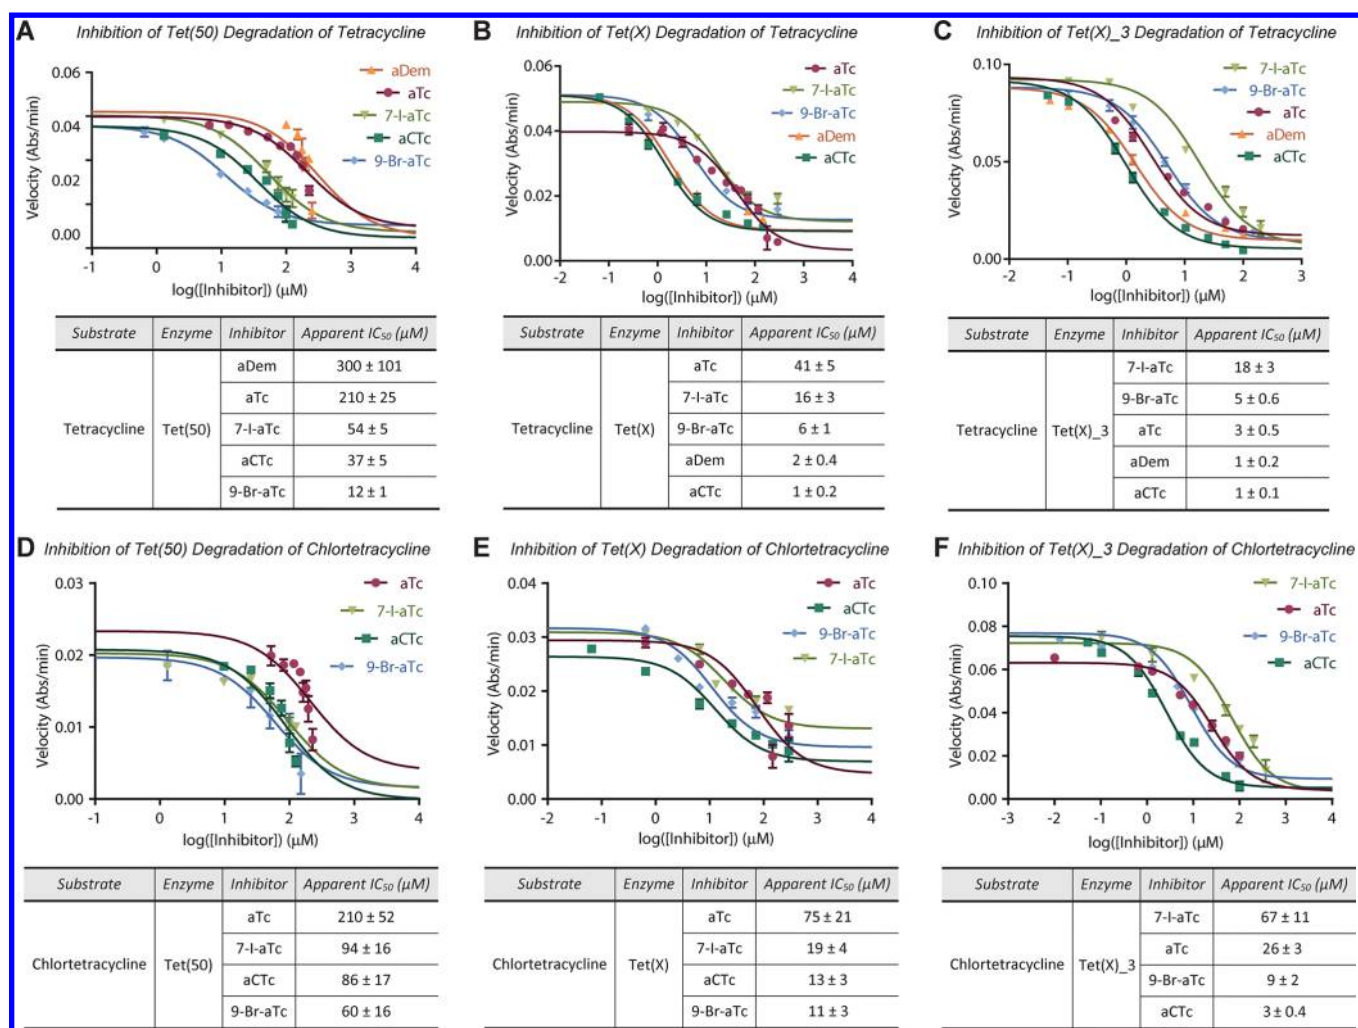 A Inhibition of Tet(50) Degradation of Tetracycline
0.06
0.04
0.02
0.00
Velocity (Abs/min)
aDem
aTc
7-I-aTc
aCTc
9-Br-aTc
-1 0 1 2 3 4
log([Inhibitor]) (μM)
Substrate Enzyme Inhibitor Apparent IC50 (μM)
Tetracycline Tet(50)
aDem 300 ± 101
aTc 210 ± 25
7-I-aTc 54 ± 5
aCTc 37 ± 5
9-Br-aTc 12 ± 1
B Inhibition of Tet(X) Degradation of Tetracycline
0.06
0.04
0.02
0.00
Velocity (Abs/min)
aTc
7-I-aTc
9-Br-aTc
aDem
aCTc
-2 -1 0 1 2 3 4
log([Inhibitor]) (μM)
Substrate Enzyme Inhibitor Apparent IC50 (μM)
Tetracycline Tet(X)
aTc 41 ± 5
7-I-aTc 16 ± 3
9-Br-aTc 6 ± 1
aDem 2 ± 0.4
aCTc 1 ± 0.2
C Inhibition of Tet(X)_3 Degradation of Tetracycline
0.10
0.05
0.00
Velocity (Abs/min)
7-I-aTc
9-Br-aTc
aTc
aDem
aCTc
-2 -1 0 1 2 3
log([Inhibitor]) (μM)
Substrate Enzyme Inhibitor Apparent IC50 (μM)
Tetracycline Tet(X)_3
7-I-aTc 18 ± 3
9-Br-aTc 5 ± 0.6
aTc 3 ± 0.5
aDem 1 ± 0.2
aCTc 1 ± 0.1
D Inhibition of Tet(50) Degradation of Chlortetracycline
0.03
0.02
0.01
0.00
Velocity (Abs/min)
aTc
7-I-aTc
aCTc
9-Br-aTc
-1 0 1 2 3 4
log([Inhibitor]) (μM)
Substrate Enzyme Inhibitor Apparent IC50 (μM)
Chlortetracycline Tet(50)
aTc 210 ± 52
7-I-aTc 94 ± 16
aCTc 86 ± 17
9-Br-aTc 60 ± 16
E Inhibition of Tet(X) Degradation of Chlortetracycline
0.04
0.03
0.02
0.01
0.00
Velocity (Abs/min)
aTc
aCTc
9-Br-aTc
7-I-aTc
-2 -1 0 1 2 3 4
log([Inhibitor]) (μM)
Substrate Enzyme Inhibitor Apparent IC50 (μM)
Chlortetracycline Tet(X)
aTc 75 ± 21
7-I-aTc 19 ± 4
aCTc 13 ± 3
9-Br-aTc 11 ± 3
F Inhibition of Tet(X)_3 Degradation of Chlortetracycline
0.10
0.08
0.06
0.04
0.02
0.00
Velocity (Abs/min)
7-I-aTc
aTc
9-Br-aTc
aCTc
-3 -2 -1 0 1 2 3 4
log([Inhibitor]) (μM)
Substrate Enzyme Inhibitor Apparent IC50 (μM)
Chlortetracycline Tet(X)_3
7-I-aTc 67 ± 11
aTc 26 ± 3
9-Br-aTc 9 ± 2
aCTc 3 ± 0.4